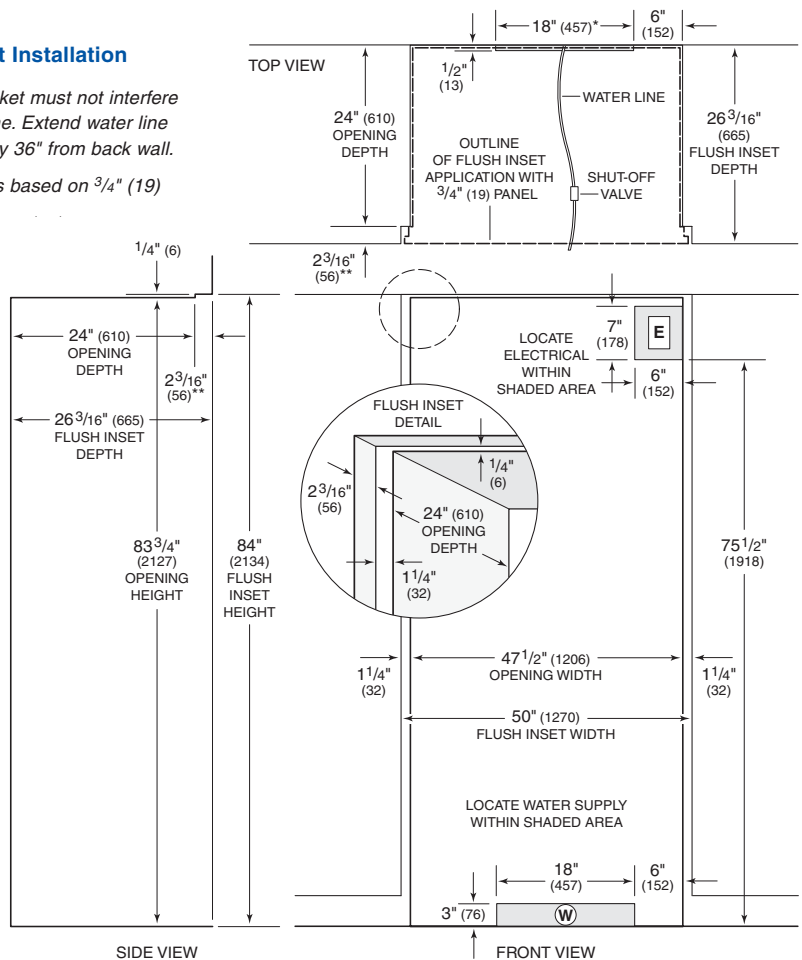 t Installation
ket must not interfere
e. Extend water line
y 36" from back wall.
s based on 3/4" (19)
TOP VIEW
18" (457)*
6"
(152)
1/2"
(13)
24" (610)
OPENING
DEPTH
WATER LINE
OUTLINE
OF FLUSH INSET
APPLICATION WITH
3/4" (19) PANEL
SHUT-OFF
VALVE
26 3/16"
(665)
FLUSH INSET
DEPTH
2 3/16"
(56)**
1/4" (6)
24" (610)
OPENING
DEPTH
2 3/16"
(56)**
26 3/16" (665)
FLUSH INSET
DEPTH
83 3/4"
(2127)
OPENING
HEIGHT
84"
(2134)
FLUSH
INSET
HEIGHT
SIDE VIEW
LOCATE
ELECTRICAL
WITHIN
SHADED AREA
7"
(178)
E
6"
(152)
FLUSH INSET
DETAIL
1/4"
(6)
2 3/16"
(56)
24" (610)
OPENING
DEPTH
1 1/4"
(32)
75 1/2"
(1918)
1 1/4"
(32)
47 1/2" (1206)
OPENING WIDTH
1 1/4"
(32)
50" (1270)
FLUSH INSET WIDTH
LOCATE WATER SUPPLY
WITHIN SHADED AREA
18"
(457)
6"
(152)
3" (76)
W
FRONT VIEW